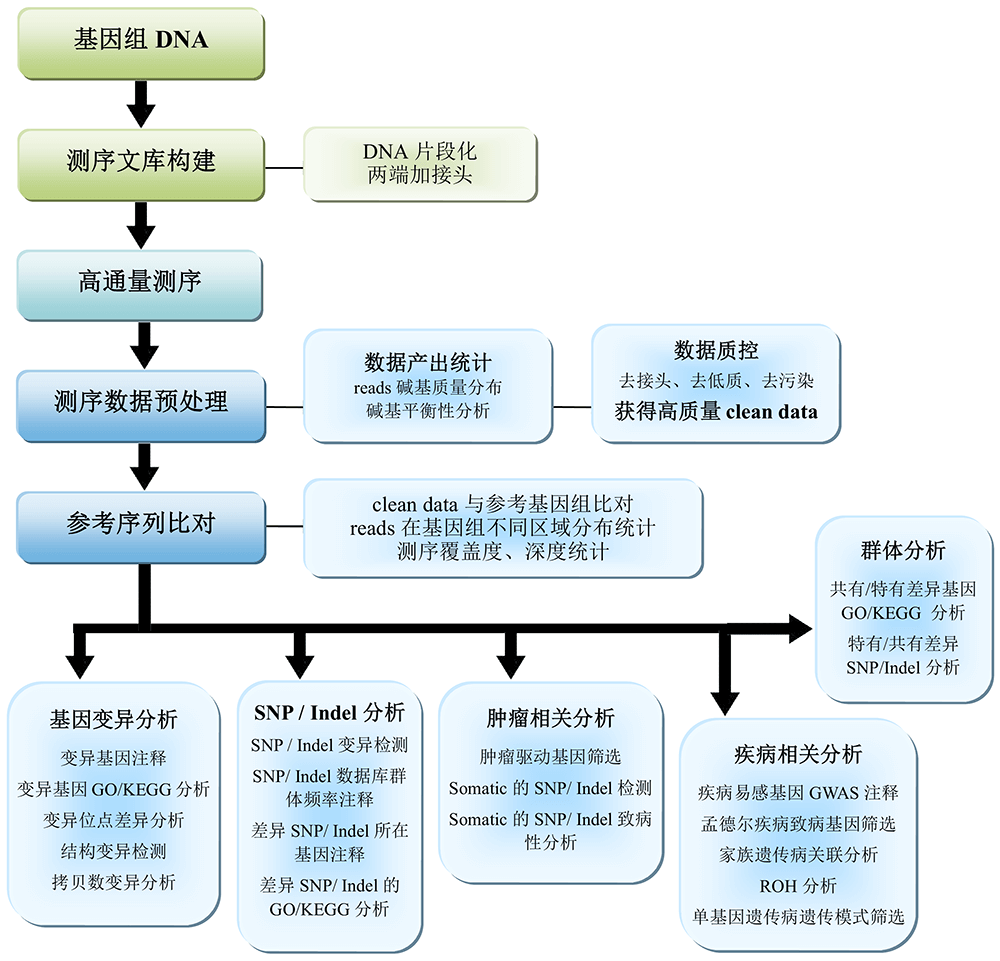 基因组 DNA
测序文库构建
DNA 片段化
两端加接头
高通量测序
测序数据预处理
数据产出统计
reads 碱基质量分布
碱基平衡性分析
数据质控
去接头、去低质、去污染
获得高质量 clean data
参考序列比对
clean data 与参考基因组比对
reads 在基因组不同区域分布统计
测序覆盖度、深度统计
群体分析
共有/特有差异基因
GO/KEGG 分析
特有/共有差异
SNP/Indel 分析
基因变异分析
变异基因注释
变异基因 GO/KEGG 分析
变异位点差异分析
结构变异检测
拷贝数变异分析
SNP / Indel 分析
SNP / Indel 变异检测
SNP/ Indel 数据库群
体频率注释
差异 SNP/ Indel 所在
基因注释
差异 SNP/ Indel 的
GO/KEGG 分析
肿瘤相关分析
肿瘤驱动基因筛选
Somatic 的 SNP/ Indel 检测
Somatic 的 SNP/ Indel 致病
性分析
疾病相关分析
疾病易感基因 GWAS 注释
孟德尔疾病致病基因筛选
家族遗传病关联分析
ROH 分析
单基因遗传病遗传模式筛选